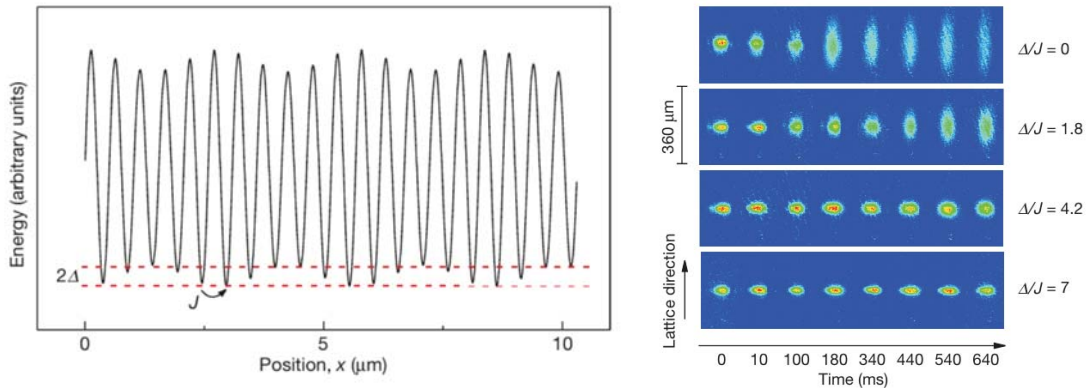 Energy (arbitrary units)
2Δ
J
0
5
10
Position, x (μm)
360 μm
Lattice direction
Δ/J = 0
Δ/J = 1.8
Δ/J = 4.2
Δ/J = 7
0 10 100 180 340 440 540 640
Time (ms)